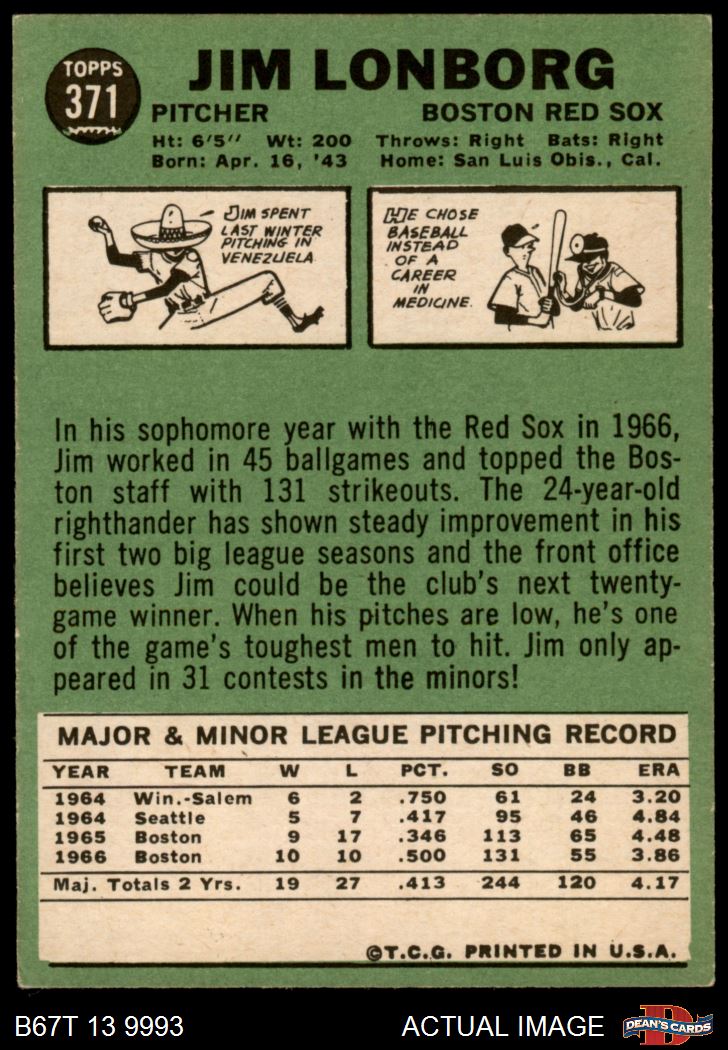 TOPPS
371
JIM LONBORG
PITCHER BOSTON RED SOX
Ht: 6'5" Wt: 200 Throws: Right Bats: Right
Born: Apr. 16, '43 Home: San Luis Obis., Cal.
JIM SPENT
LAST WINTER
PITCHING IN
VENEZUELA
HE CHOSE
BASEBALL
INSTEAD
OF A
CAREER
IN
MEDICINE.
In his sophomore year with the Red Sox in 1966,
Jim worked in 45 ballgames and topped the Bos-
ton staff with 131 strikeouts. The 24-year-old
righthander has shown steady improvement in his
first two big league seasons and the front office
believes Jim could be the club's next twenty-
game winner. When his pitches are low, he's one
of the game's toughest men to hit. Jim only ap-
peared in 31 contests in the minors!
MAJOR & MINOR LEAGUE PITCHING RECORD
YEAR TEAM W L PCT. SO BB ERA
1964 Win.-Salem 6 2 .750 61 24 3.20
1964 Seattle 5 7 .417 95 46 4.84
1965 Boston 9 17 .346 113 65 4.48
1966 Boston 10 10 .500 131 55 3.86
Maj. Totals 2 Yrs. 19 27 .413 244 120 4.17
©T.C.G. PRINTED IN U.S.A.
B67T 13 9993 ACTUAL IMAGE D DEAN'S CARDS